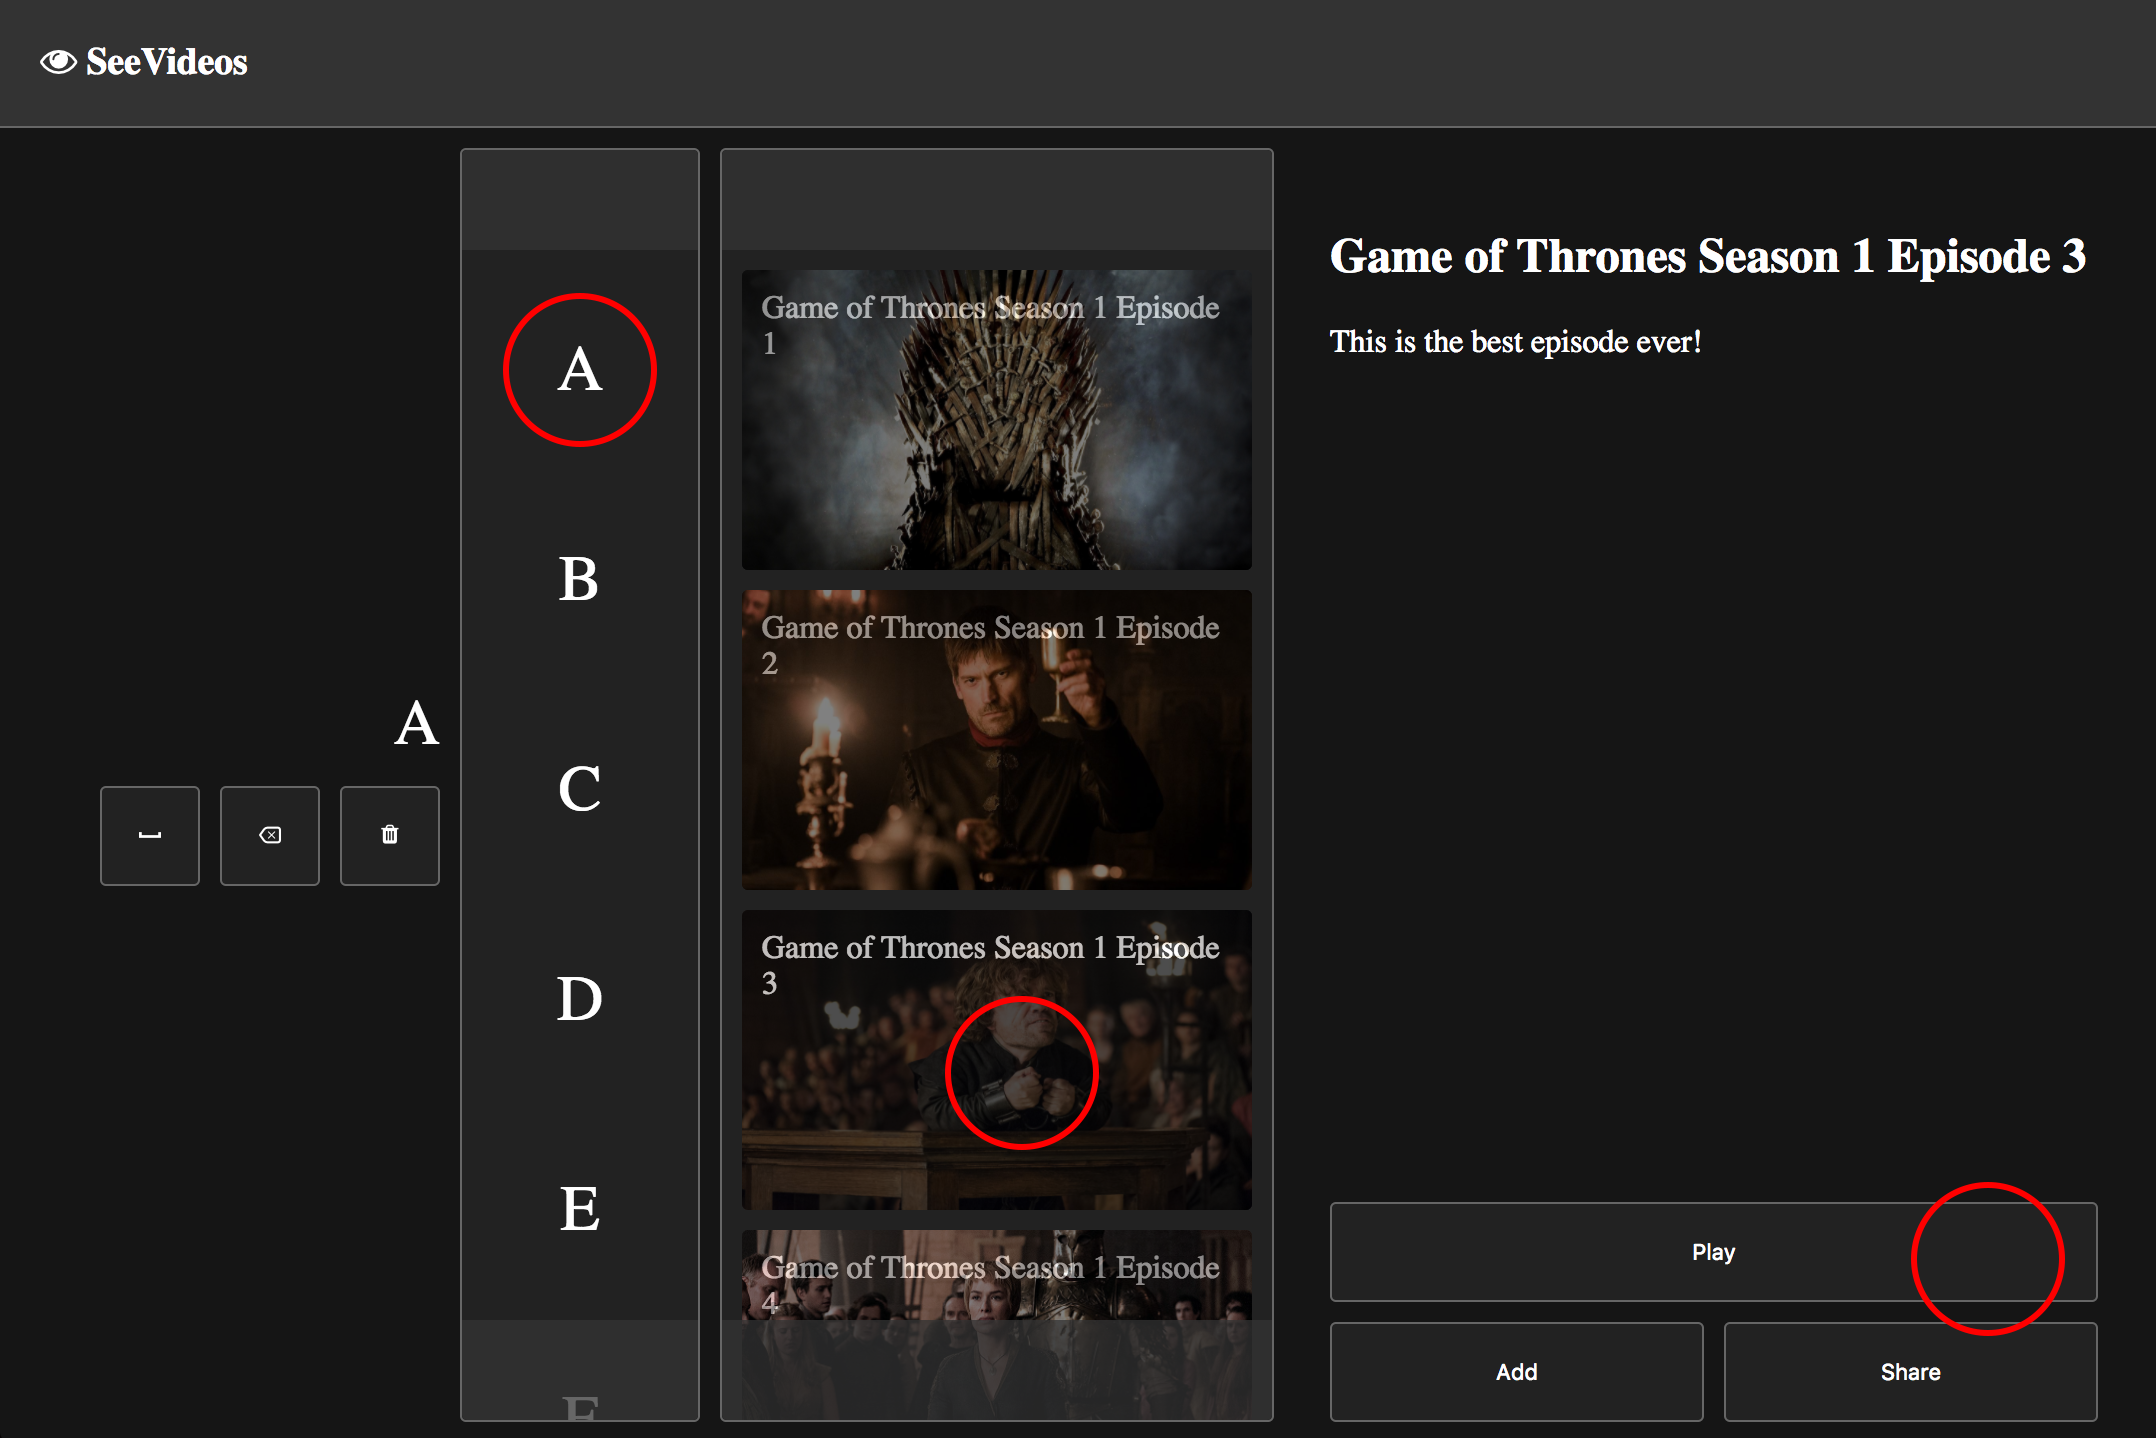 SeeVideos
A
A
B
C
D
E
Game of Thrones Season 1 Episode
1
Game of Thrones Season 1 Episode
2
Game of Thrones Season 1 Episode
3
Game of Thrones Season 1 Episode
4
Game of Thrones Season 1 Episode 3
This is the best episode ever!
Play
Add
Share